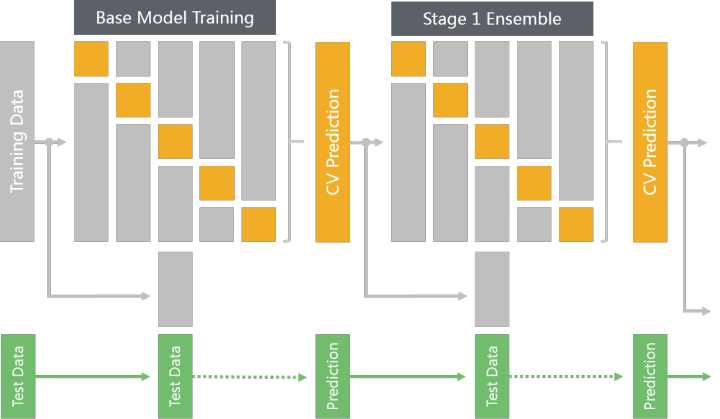 Base Model Training
Stage 1 Ensemble
Training Data
CV Prediction
CV Prediction
Test Data
Test Data
Prediction
Test Data
Prediction